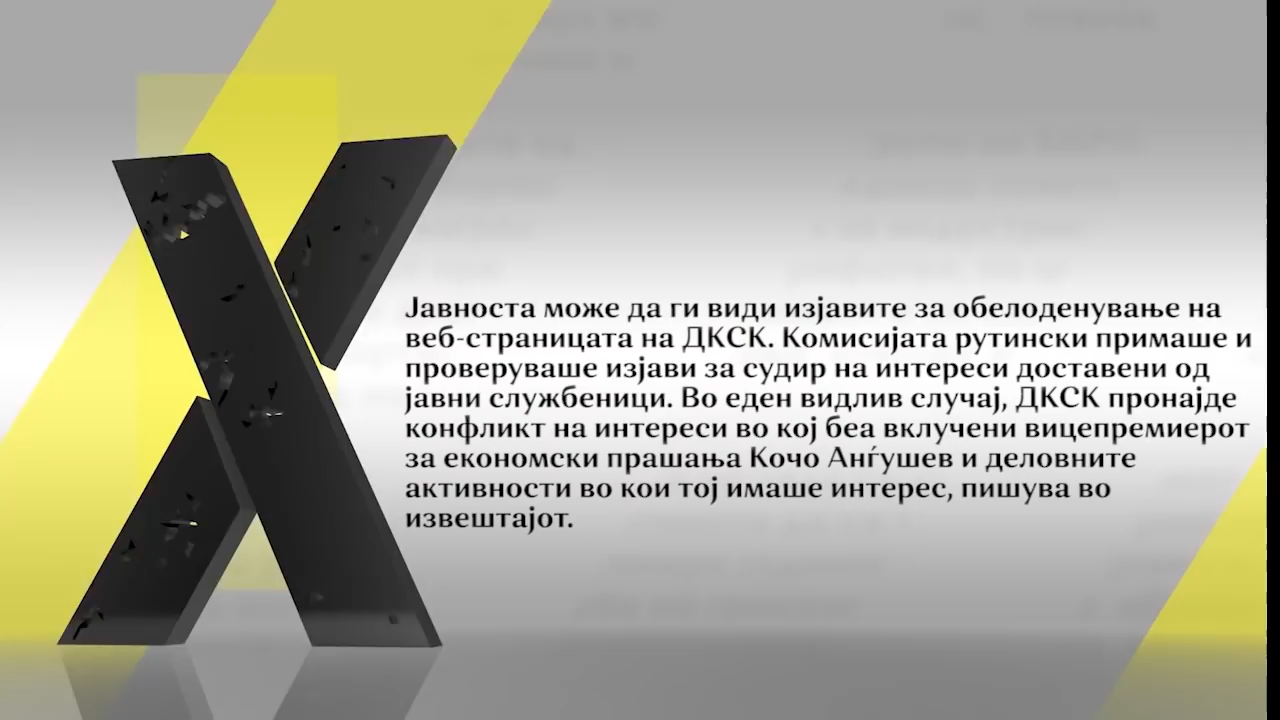 Јавноста може да ги види изјавите за обелоденување на
веб-страницата на ДКСК. Комисијата рутински примаше и
проверуваше изјави за судир на интереси доставени од
јавни службеници. Во еден видлив случај, ДКСК пронајде
конфликт на интереси во кој беа вклучени вицепремиерот
за економски прашања Кочо Анѓушев и деловните
активности во кои тој имаше интерес, пишува во
извештајот.